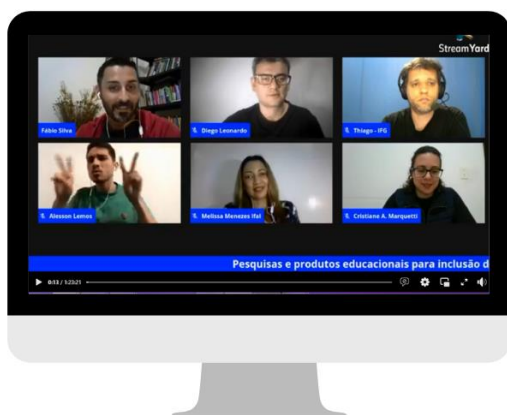 StreamYard
Fábio Silva
Diego Leonardo
Thiago - IFG
Alesson Lemos
Melissa Menezes Ifal
Cristiane A. Marquetti
Pesquisas e produtos educacionais para inclusão d
0:13 / 1:23:21